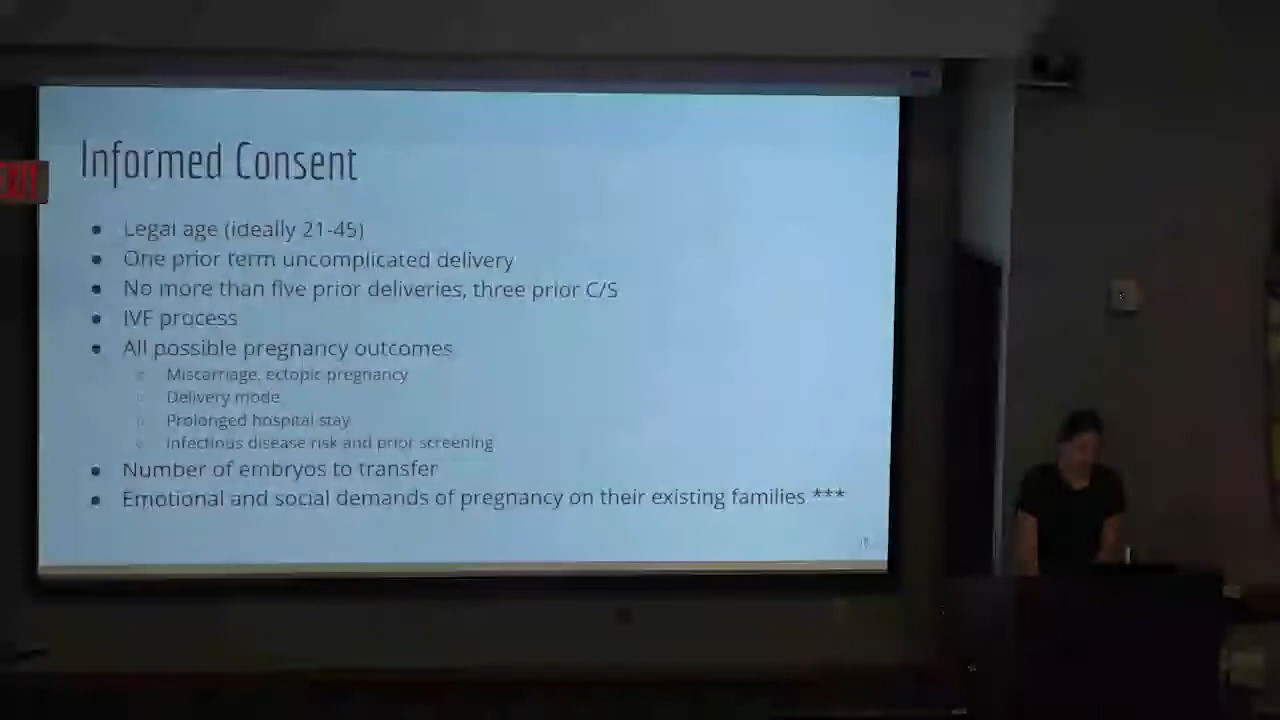 Informed Consent
EXIT
• Legal age (ideally 21-45)
• One prior term uncomplicated delivery
• No more than five prior deliveries, three prior C/S
• IVF process
• All possible pregnancy outcomes
○ Miscarriage, ectopic pregnancy
○ Delivery mode
○ Prolonged hospital stay
○ Infectious disease risk and prior screening
• Number of embryos to transfer
• Emotional and social demands of pregnancy on their existing families ***